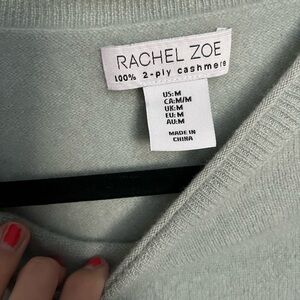 RACHEL ZOE
100% 2-ply cashmere
US:M
CA:M/M
UK:M
EU:M
AU:M
MADE IN
CHINA